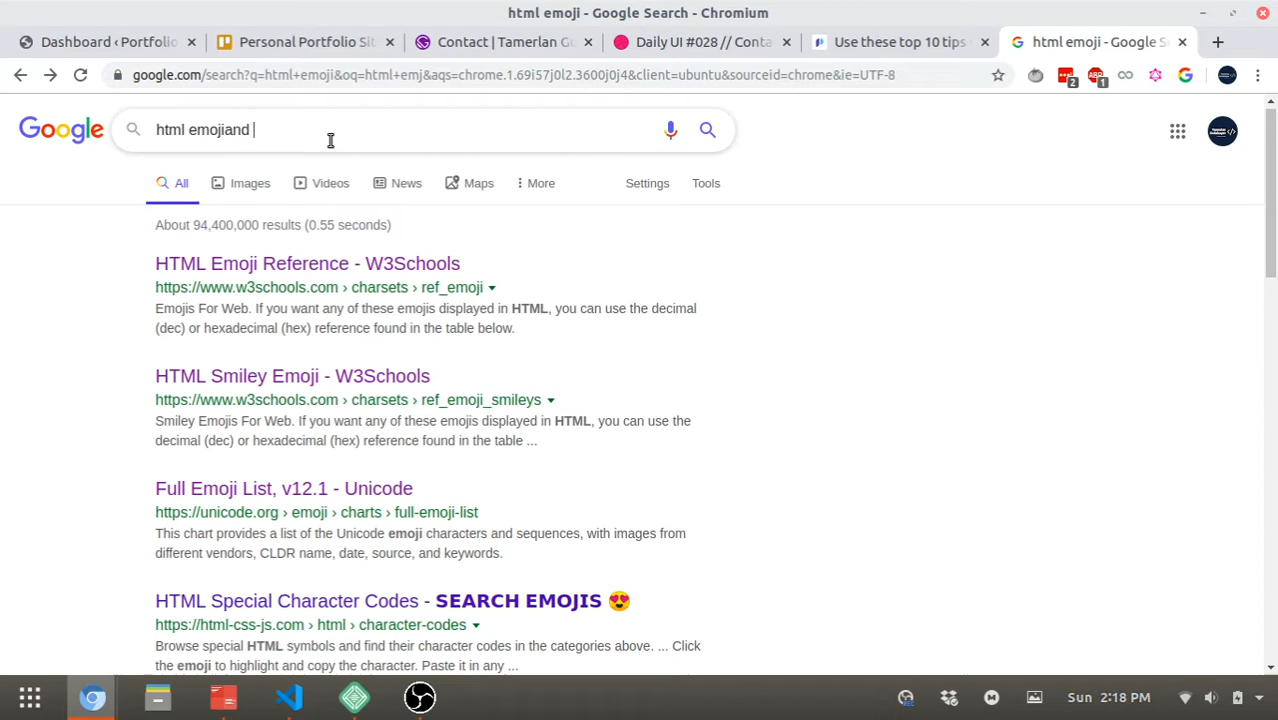 html emoji - Google Search - Chromium
Dashboard ‹ Portfolio
Personal Portfolio Sit
Contact | Tamerlan Gu
Daily UI #028 // Conta
Use these top 10 tips
html emoji - Google S
google.com/search?q=html+emoji&oq=html+emj&aqs=chrome.1.69i57j0l2.3600j0j4&client=ubuntu&sourceid=chrome&ie=UTF-8
2
ABP
1
Google
html emojiand
All
Images
Videos
News
Maps
More
Settings
Tools
About 94,400,000 results (0.55 seconds)
HTML Emoji Reference - W3Schools
https://www.w3schools.com › charsets › ref_emoji
Emojis For Web. If you want any of these emojis displayed in HTML, you can use the decimal
(dec) or hexadecimal (hex) reference found in the table below.
HTML Smiley Emoji - W3Schools
https://www.w3schools.com › charsets › ref_emoji_smileys
Smiley Emojis For Web. If you want any of these emojis displayed in HTML, you can use the
decimal (dec) or hexadecimal (hex) reference found in the table ...
Full Emoji List, v12.1 - Unicode
https://unicode.org › emoji › charts › full-emoji-list
This chart provides a list of the Unicode emoji characters and sequences, with images from
different vendors, CLDR name, date, source, and keywords.
HTML Special Character Codes - SEARCH EMOJIS 😍
https://html-css-js.com › html › character-codes
Browse special HTML symbols and find their character codes in the categories above. ... Click
the emoji to highlight and copy the character. Paste it in any ...
Sun 2:18 PM